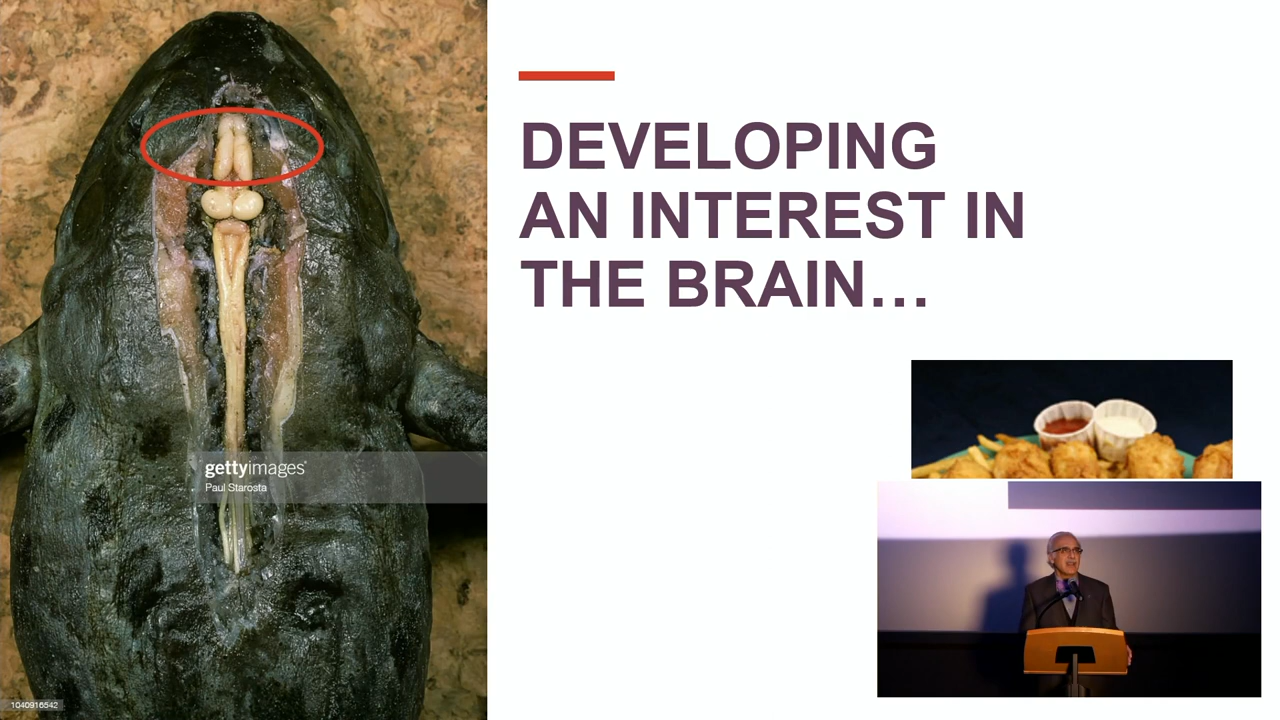 DEVELOPING
AN INTEREST IN
THE BRAIN…
gettyimages®
Paul Starosta
1040916542